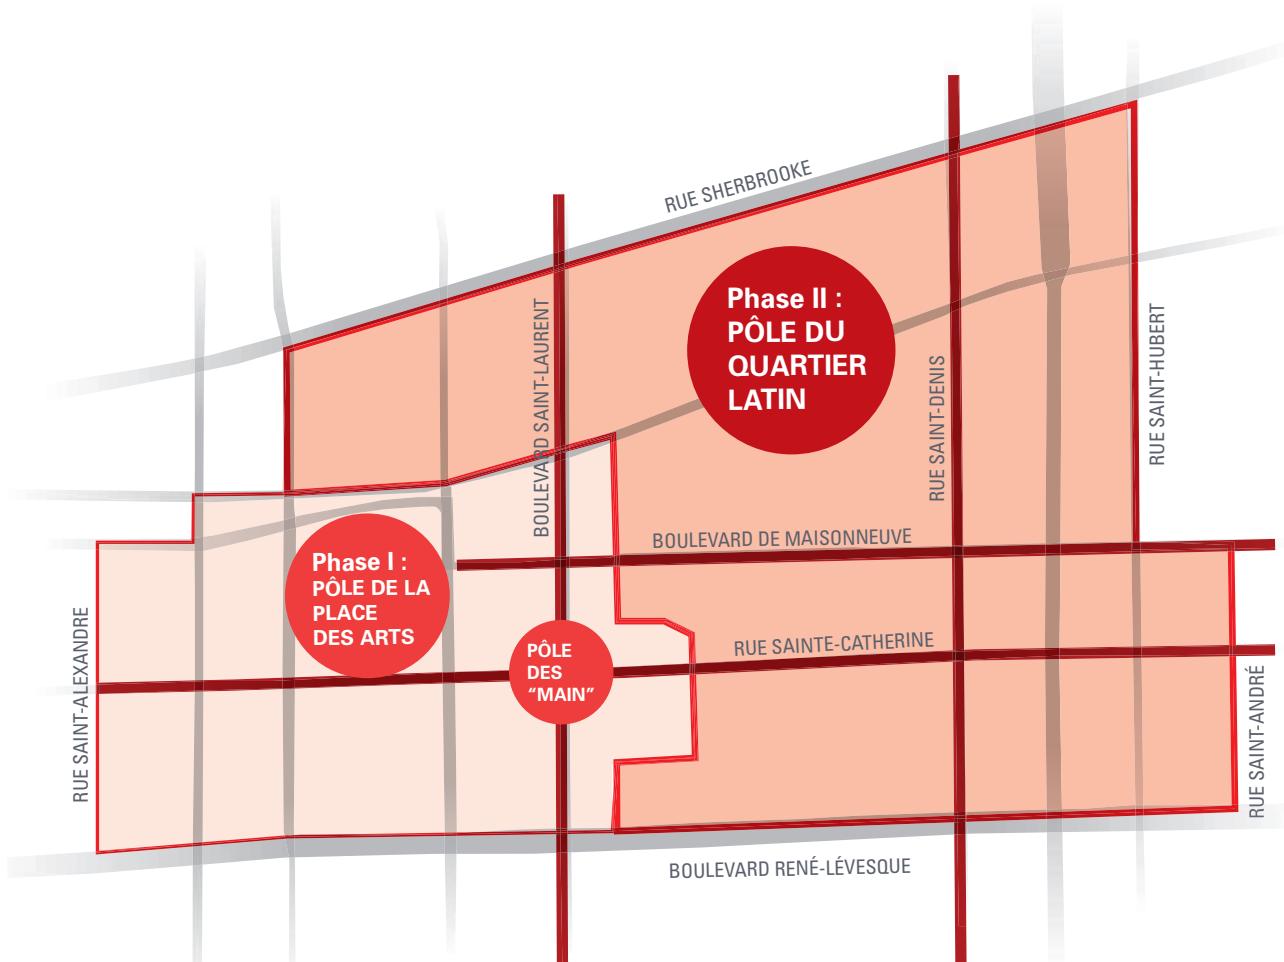 RUE SHERBROOKE
Phase II :
PÔLE DU
QUARTIER
LATIN
BOULEVARD SAINT-LAURENT
RUE SAINT-DENIS
RUE SAINT-HUBERT
BOULEVARD DE MAISONNEUVE
Phase I :
PÔLE DE LA
PLACE
DES ARTS
RUE SAINT-ALEXANDRE
PÔLE
DES
“MAIN”
RUE SAINTE-CATHERINE
RUE SAINT-ANDRÉ
BOULEVARD RENÉ-LÉVESQUE